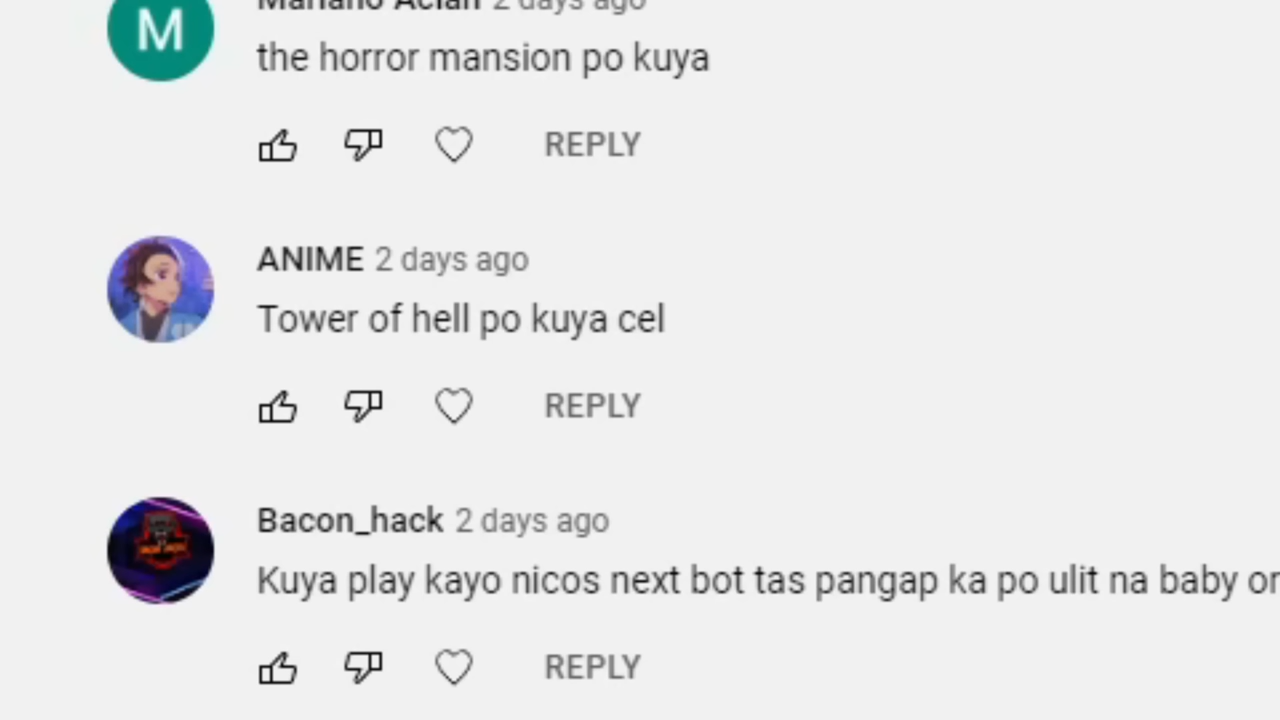 M
Mariano Aclan 2 days ago
the horror mansion po kuya
REPLY
ANIME 2 days ago
Tower of hell po kuya cel
REPLY
Bacon_hack 2 days ago
Kuya play kayo nicos next bot tas pangap ka po ulit na baby or
REPLY